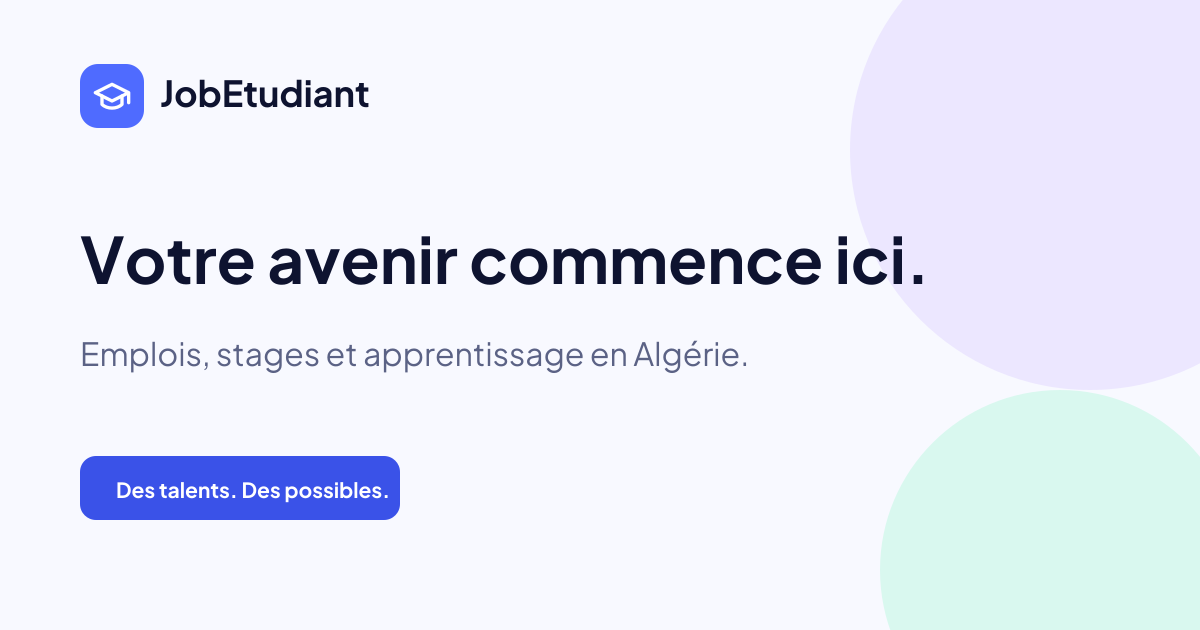 JobEtudiant
Votre avenir commence ici.
Emplois, stages et apprentissage en Algérie.
Des talents. Des possibles.